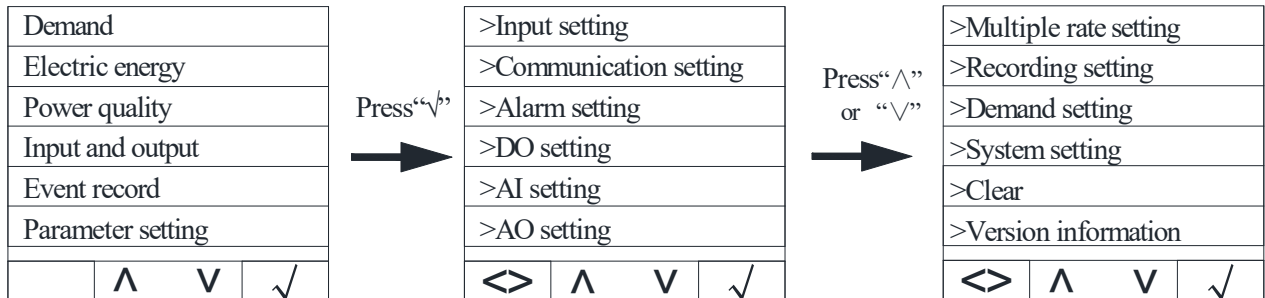 Demand
Electric energy
Power quality
Input and output
Event record
Parameter setting
∧ ∨ √
Press“√”
>Input setting
>Communication setting
>Alarm setting
>DO setting
>AI setting
>AO setting
<> ∧ ∨ √
Press“∧”
or “∨”
>Multiple rate setting
>Recording setting
>Demand setting
>System setting
>Clear
>Version information
<> ∧ ∨ √